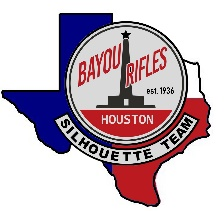 BAYOU RIFLES
est. 1936
HOUSTON
SILHOUETTE TEAM